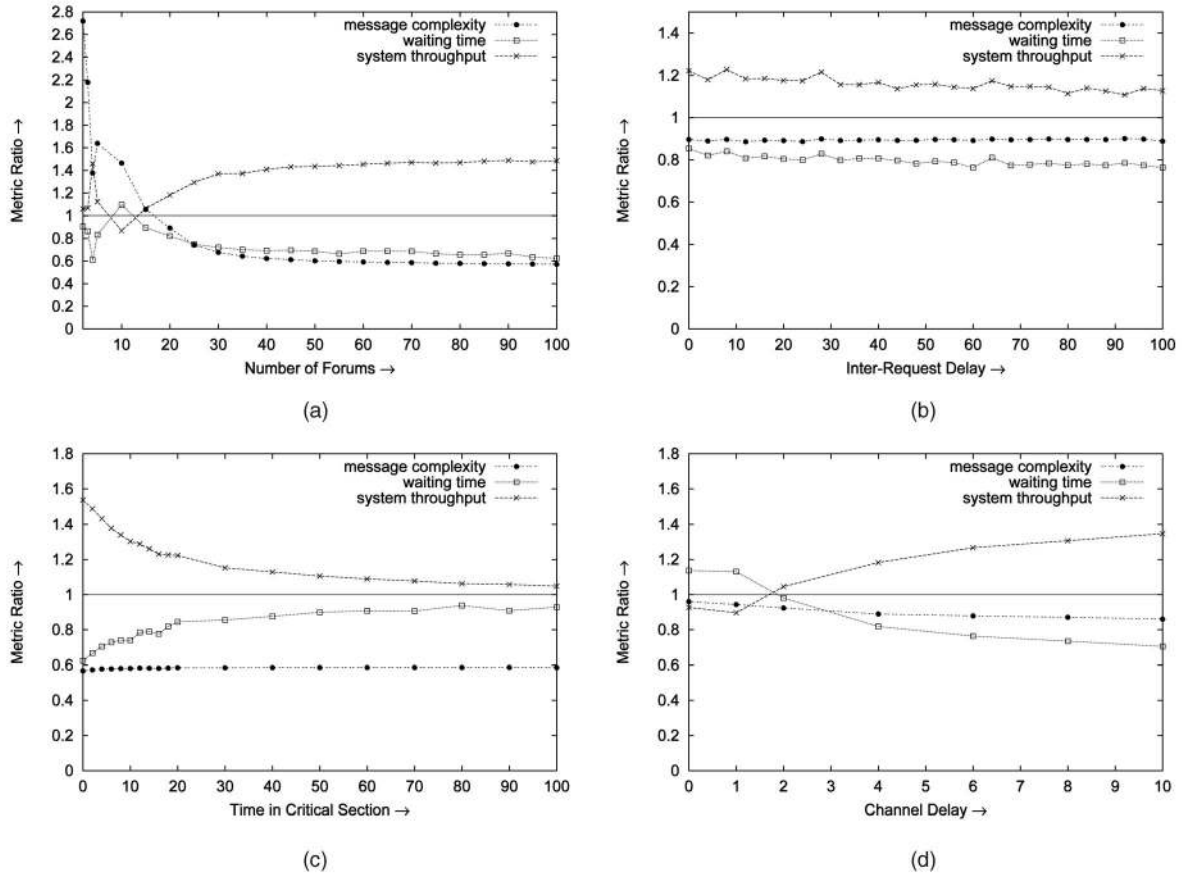 2.8
2.6
2.4
2.2
2
1.8
1.6
1.4
1.2
1
0.8
0.6
0.4
0.2
0
Metric Ratio →
message complexity
waiting time
system throughput
10 20 30 40 50 60 70 80 90 100
Number of Forums →
(a)
1.4
1.2
1
0.8
0.6
0.4
0.2
0
Metric Ratio →
message complexity
waiting time
system throughput
0 10 20 30 40 50 60 70 80 90 100
Inter-Request Delay →
(b)
1.8
1.6
1.4
1.2
1
0.8
0.6
0.4
0.2
0
Metric Ratio →
message complexity
waiting time
system throughput
0 10 20 30 40 50 60 70 80 90 100
Time in Critical Section →
(c)
1.8
1.6
1.4
1.2
1
0.8
0.6
0.4
0.2
0
Metric Ratio →
message complexity
waiting time
system throughput
0 1 2 3 4 5 6 7 8 9 10
Channel Delay →
(d)